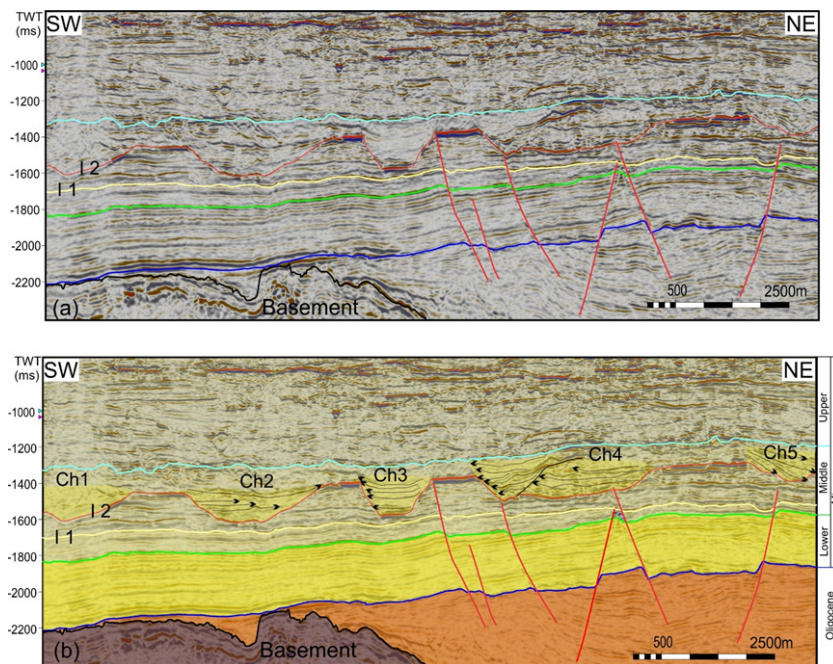 TWT
(ms)
SW
NE
-1000
-1200
-1400
I 2
-1600
I 1
-1800
-2000
-2200
500
2500m
(a)
Basement
TWT
(ms)
SW
NE
Upper
-1000
-1200
Ch1
Ch2
Ch3
Ch4
Ch5
Middle
-1400
I 2
-1600
I 1
Lower
-1800
-2000
Oligocene
-2200
500
2500m
(b)
Basement